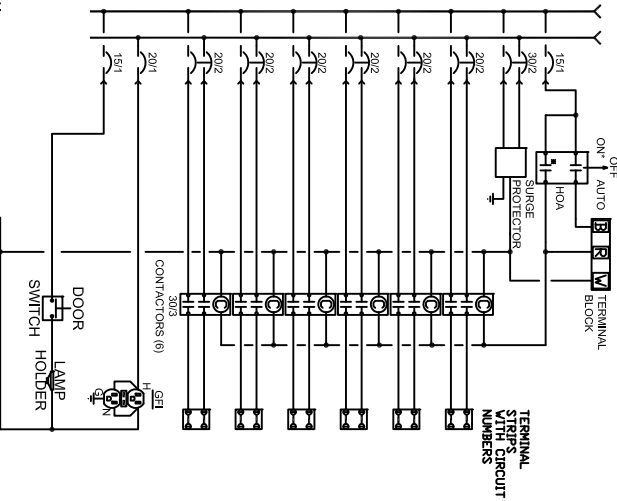 15/1
20/1
20/2
20/2
20/2
20/2
20/2
20/2
30/2
15/1
ON*
OFF
AUTO
HOA
SURGE
PROTECTOR
B
R
W
TERMINAL
BLOCK
CONTACTORS (6)
30/3
C
C
C
C
C
C
DOOR
SWITCH
LAMP
HOLDER
GFI
H
G
N
TERMINAL
STRIPS
WITH CIRCUIT
NUMBERS